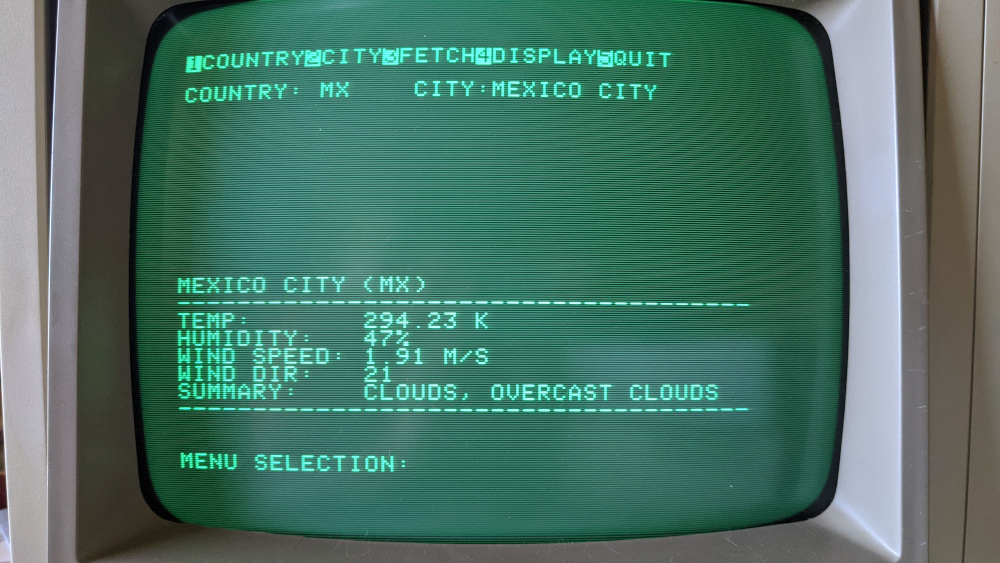 1COUNTRY2CITY3FETCH4DISPLAY5QUIT
COUNTRY: MX CITY:MEXICO CITY
MEXICO CITY (MX)
TEMP: 294.23 K
HUMIDITY: 47%
WIND SPEED: 1.91 M/S
WIND DIR: 21
SUMMARY: CLOUDS, OVERCAST CLOUDS
MENU SELECTION: